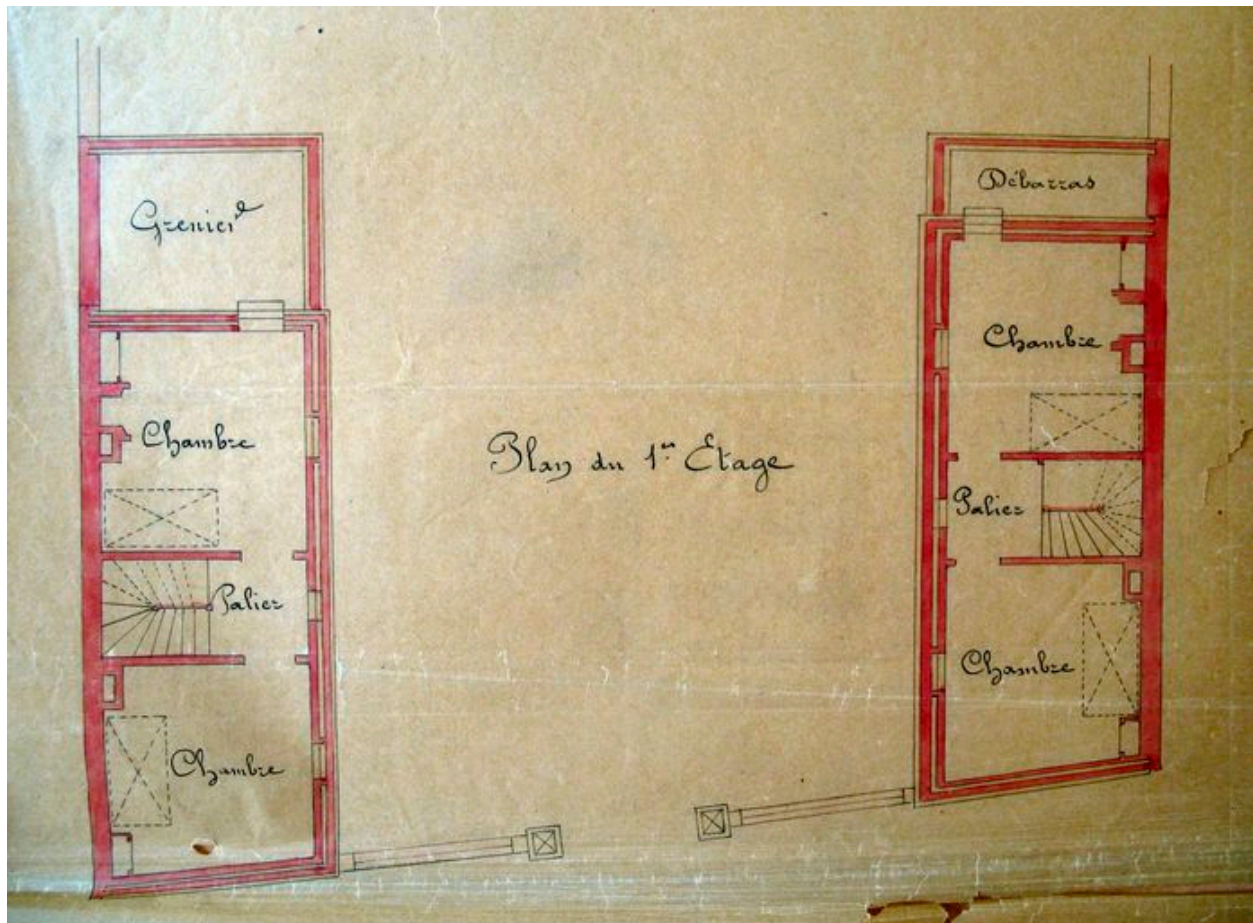 Grenier
Chambre
Palier
Chambre
Plan du 1er Etage
Débarras
Chambre
Palier
Chambre